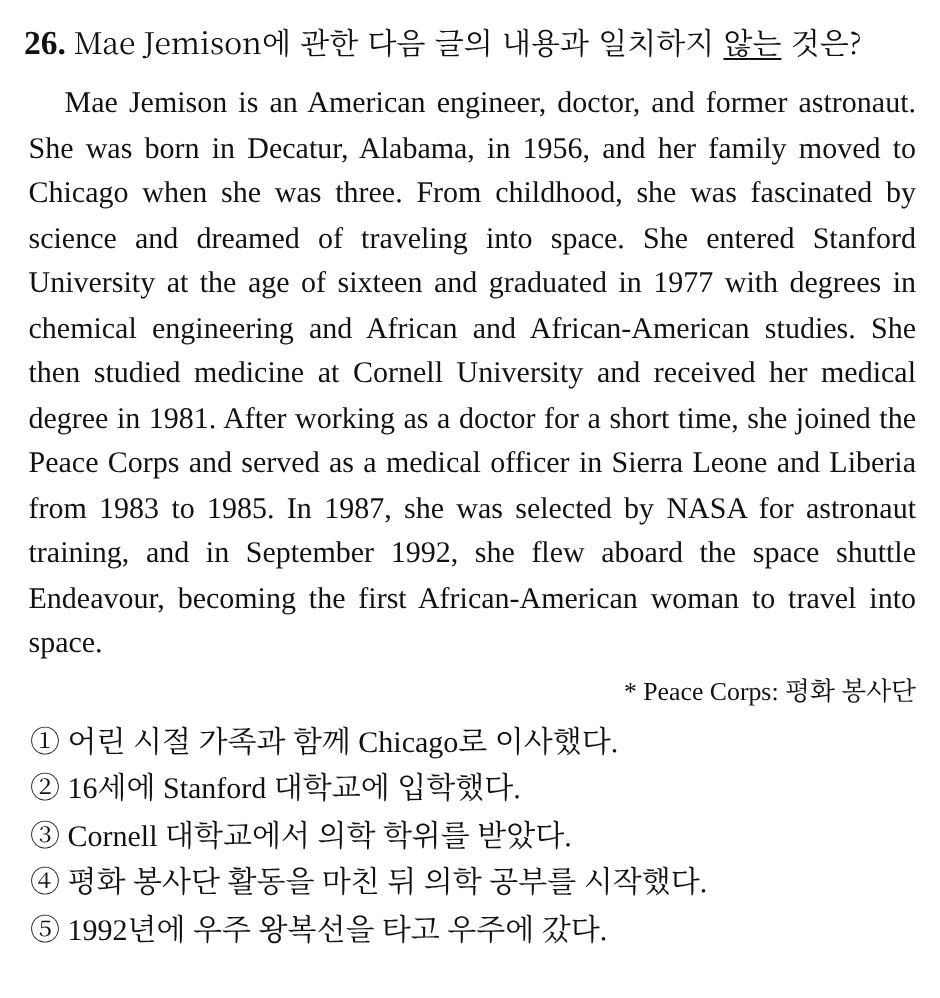 26. Mae Jemison에 관한 다음 글의 내용과 일치하지 않는 것은?
Mae Jemison is an American engineer, doctor, and former astronaut.
She was born in Decatur, Alabama, in 1956, and her family moved to
Chicago when she was three. From childhood, she was fascinated by
science and dreamed of traveling into space. She entered Stanford
University at the age of sixteen and graduated in 1977 with degrees in
chemical engineering and African and African-American studies. She
then studied medicine at Cornell University and received her medical
degree in 1981. After working as a doctor for a short time, she joined the
Peace Corps and served as a medical officer in Sierra Leone and Liberia
from 1983 to 1985. In 1987, she was selected by NASA for astronaut
training, and in September 1992, she flew aboard the space shuttle
Endeavour, becoming the first African-American woman to travel into
space.
* Peace Corps: 평화 봉사단
① 어린 시절 가족과 함께 Chicago로 이사했다.
② 16세에 Stanford 대학교에 입학했다.
③ Cornell 대학교에서 의학 학위를 받았다.
④ 평화 봉사단 활동을 마친 뒤 의학 공부를 시작했다.
⑤ 1992년에 우주 왕복선을 타고 우주에 갔다.